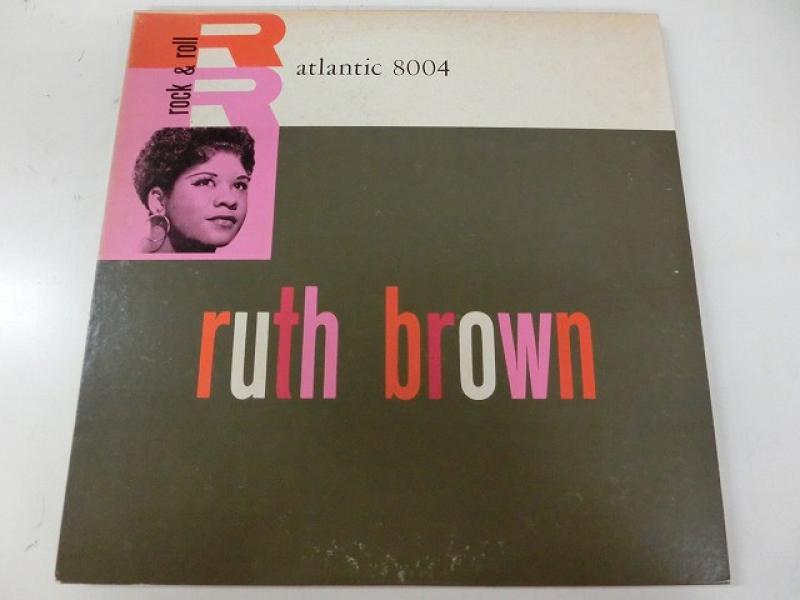 RR
rock & roll
atlantic 8004
ruth brown